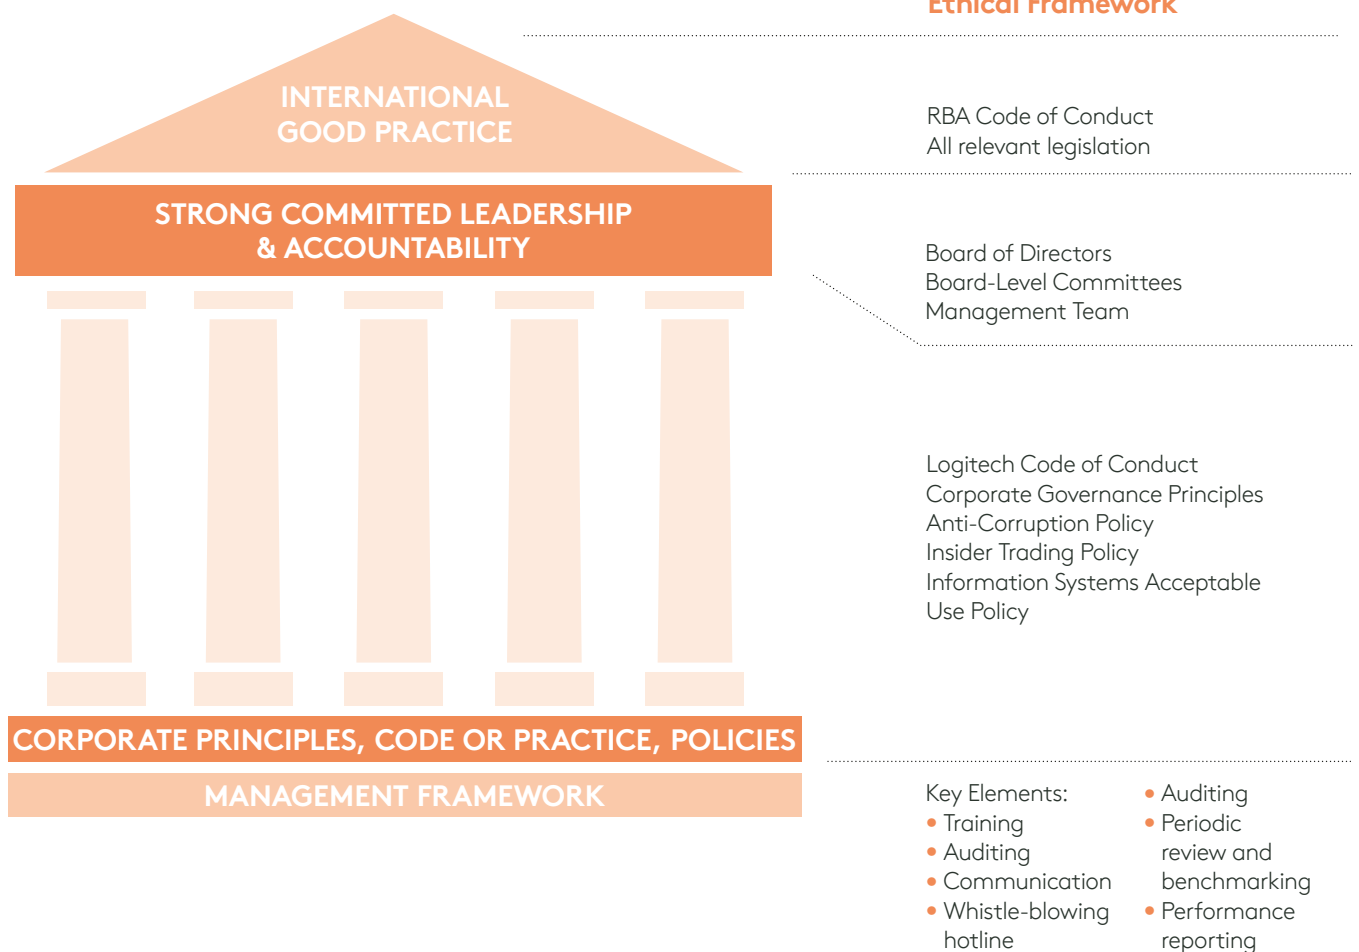 Ethical Framework
INTERNATIONAL
GOOD PRACTICE
RBA Code of Conduct
All relevant legislation
STRONG COMMITTED LEADERSHIP
& ACCOUNTABILITY
Board of Directors
Board-Level Committees
Management Team
Logitech Code of Conduct
Corporate Governance Principles
Anti-Corruption Policy
Insider Trading Policy
Information Systems Acceptable
Use Policy
CORPORATE PRINCIPLES, CODE OR PRACTICE, POLICIES
MANAGEMENT FRAMEWORK
Key Elements:
• Training
• Auditing
• Communication
• Whistle-blowing
hotline
• Auditing
• Periodic
review and
benchmarking
• Performance
reporting